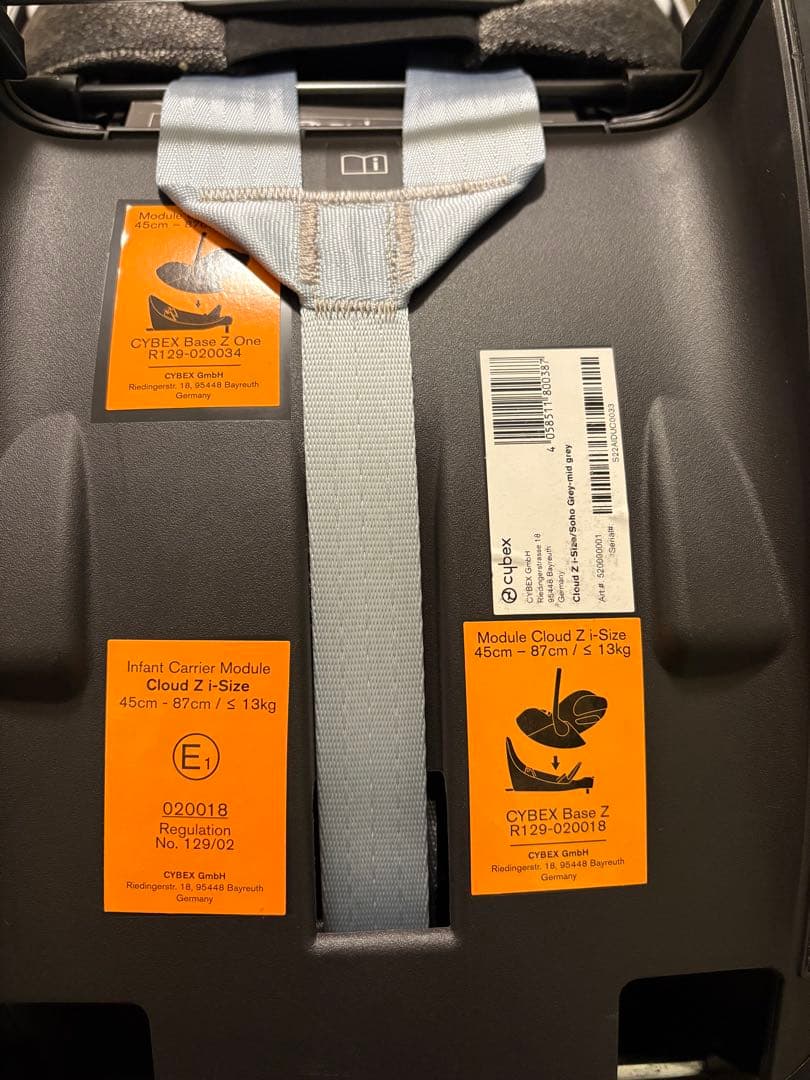 Module
45cm – 87c
CYBEX Base Z One
R129-020034
CYBEX GmbH
Riedingerstr. 18, 95448 Bayreuth
Germany
4 058511 800387
cybex
CYBEX GmbH
Riedingerstrasse 18
95448 Bayreuth
Germany
Cloud Z i-Size/Soho Grey-mid grey
Art.#: 520000001
Serial#:
S22AIDUC0033
Infant Carrier Module
Cloud Z i-Size
45cm - 87cm / ≤ 13kg
E1
020018
Regulation
No. 129/02
CYBEX GmbH
Riedingerstr. 18, 95448 Bayreuth
Germany
Module Cloud Z i-Size
45cm – 87cm / ≤ 13kg
CYBEX Base Z
R129-020018
CYBEX GmbH
Riedingerstr. 18, 95448 Bayreuth
Germany